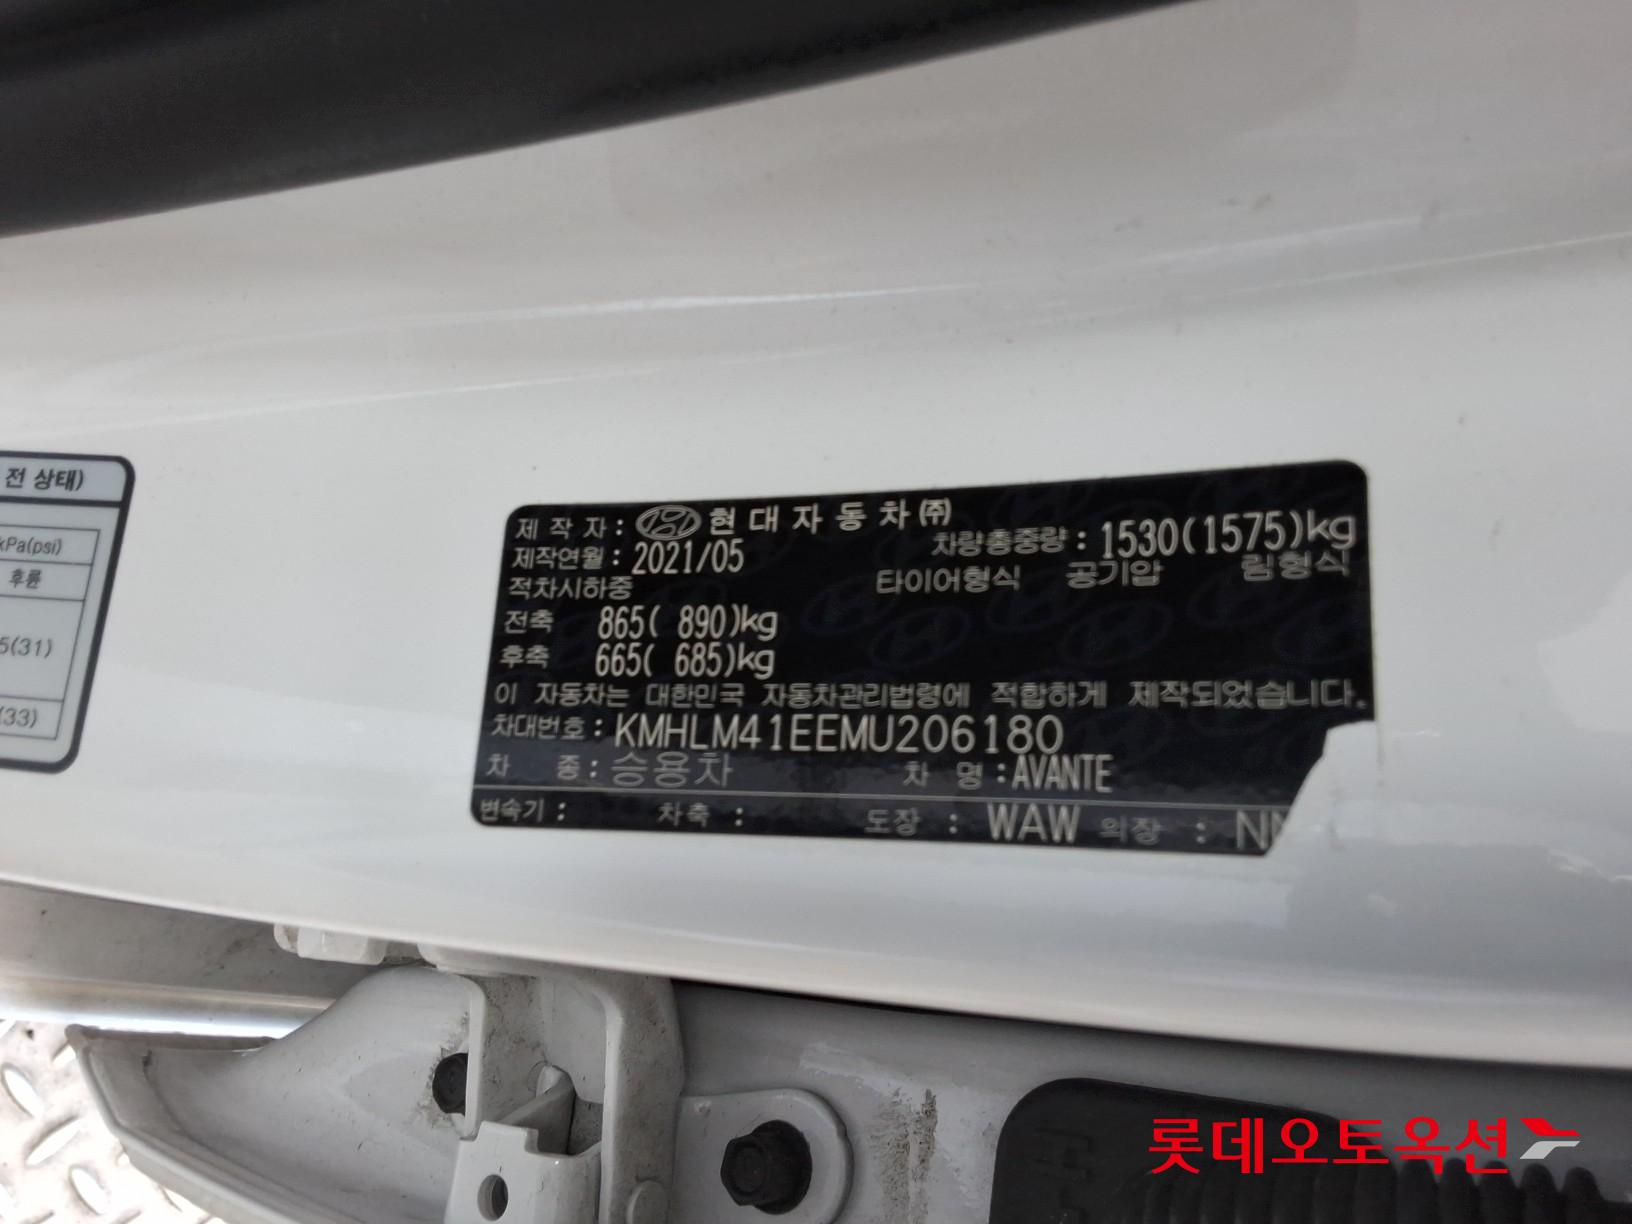 전 상태)
kPa(psi)
후륜
5(31)
(33)
제 작 자 : 현대자동차㈜
제작연월 : 2021/05 차량총중량 : 1530(1575)kg
적차시하중 타이어형식 공기압 림형식
전축 865( 890)kg
후축 665( 685)kg
이 자동차는 대한민국 자동차관리법령에 적합하게 제작되었습니다.
차대번호 : KMHLM41EEMU206180
차 종 : 승용차 차 명 : AVANTE
변속기 : 차축 : 도장 : WAW 의장 : NN
롯데오토옥션